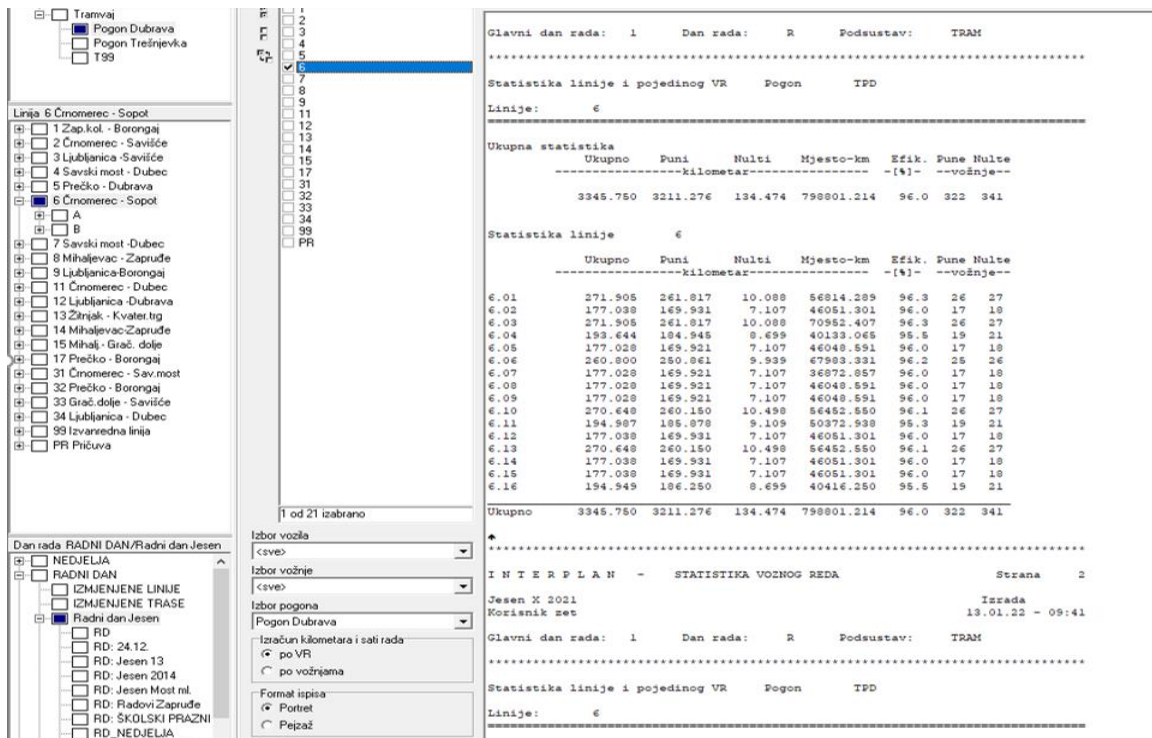 Tramvaj
Pogon Dubrava
Pogon Trešnjevka
T99
Linija 6 Črnomerec - Sopot
1 Zap.kol. - Borongaj
2 Črnomerec - Savišće
3 Ljubljanica -Savišće
4 Savski most - Dubec
5 Prečko - Dubrava
6 Črnomerec - Sopot
A
B
7 Savski most -Dubec
8 Mihaljevac - Zapruđe
9 Ljubljanica-Borongaj
11 Črnomerec - Dubec
12 Ljubljanica -Dubrava
13 Žitnjak - Kvater.trg
14 Mihaljevac-Zapruđe
15 Mihalj.- Grač. dolje
17 Prečko - Borongaj
31 Črnomerec - Sav.most
32 Prečko - Borongaj
33 Grač.dolje - Savišće
34 Ljubljanica - Dubec
99 Izvanredna linija
PR Pričuva
Dan rada RADNI DAN/Radni dan Jesen
NEDJELJA
RADNI DAN
IZMJENJENE LINIJE
IZMJENJENE TRASE
Radni dan Jesen
RD
RD: 24.12.
RD: Jesen 13
RD: Jesen 2014
RD: Jesen Most ml.
RD: Radovi Zapruđe
RD: ŠKOLSKI PRAZNI
RD_NEDJELJA
1
2
3
4
5
6
7
8
9
11
12
13
14
15
17
31
32
33
34
99
PR
1 od 21 izabrano
Izbor vozila
<sve>
Izbor vožnje
<sve>
Izbor pogona
Pogon Dubrava
Izračun kilometara i sati rada
po VR
po vožnjama
Format ispisa
Portret
Pejzaž
Glavni dan rada: 1 Dan rada: R Podsustav: TRAM
********************************************************************************
Statistika linije i pojedinog VR Pogon TPD
Linije: 6
================================================================================
Ukupna statistika
Ukupno Puni Nulti Mjesto-km Efik. Pune Nulte
-----------------kilometar---------------- -[%]- --vožnje--
3345.750 3211.276 134.474 798801.214 96.0 322 341
Statistika linije 6
Ukupno Puni Nulti Mjesto-km Efik. Pune Nulte
-----------------kilometar---------------- -[%]- --vožnje--
6.01 271.905 261.817 10.088 56814.289 96.3 26 27
6.02 177.038 169.931 7.107 46051.301 96.0 17 18
6.03 271.905 261.817 10.088 70952.407 96.3 26 27
6.04 193.644 184.945 8.699 40133.065 95.5 19 21
6.05 177.028 169.921 7.107 46048.591 96.0 17 18
6.06 260.800 250.861 9.939 67983.331 96.2 25 26
6.07 177.028 169.921 7.107 36872.857 96.0 17 18
6.08 177.028 169.921 7.107 46048.591 96.0 17 18
6.09 177.028 169.921 7.107 46048.591 96.0 17 18
6.10 270.648 260.150 10.498 56452.550 96.1 26 27
6.11 194.987 185.878 9.109 50372.938 95.3 19 21
6.12 177.038 169.931 7.107 46051.301 96.0 17 18
6.13 270.648 260.150 10.498 56452.550 96.1 26 27
6.14 177.038 169.931 7.107 46051.301 96.0 17 18
6.15 177.038 169.931 7.107 46051.301 96.0 17 18
6.16 194.949 186.250 8.699 40416.250 95.5 19 21
Ukupno 3345.750 3211.276 134.474 798801.214 96.0 322 341
********************************************************************************
I N T E R P L A N - STATISTIKA VOZNOG REDA Strana 2
Jesen X 2021 Izrada
Korisnik zet 13.01.22 - 09:41
Glavni dan rada: 1 Dan rada: R Podsustav: TRAM
********************************************************************************
Statistika linije i pojedinog VR Pogon TPD
Linije: 6
================================================================================